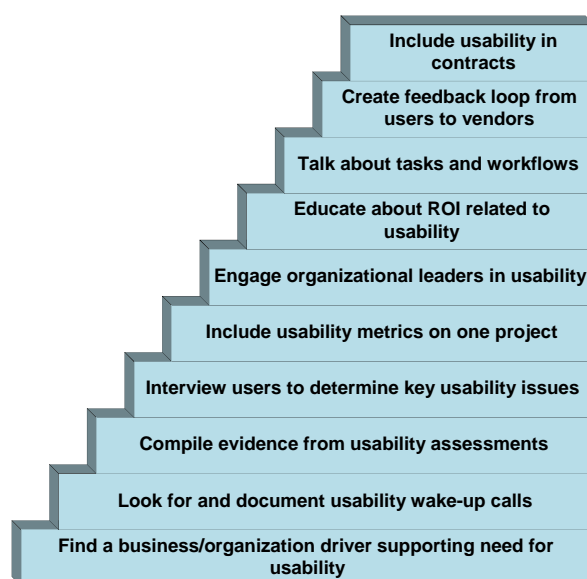 Include usability in
contracts
Create feedback loop from
users to vendors
Talk about tasks and workflows
Educate about ROI related to
usability
Engage organizational leaders in usability
Include usability metrics on one project
Interview users to determine key usability issues
Compile evidence from usability assessments
Look for and document usability wake-up calls
Find a business/organization driver supporting need for
usability